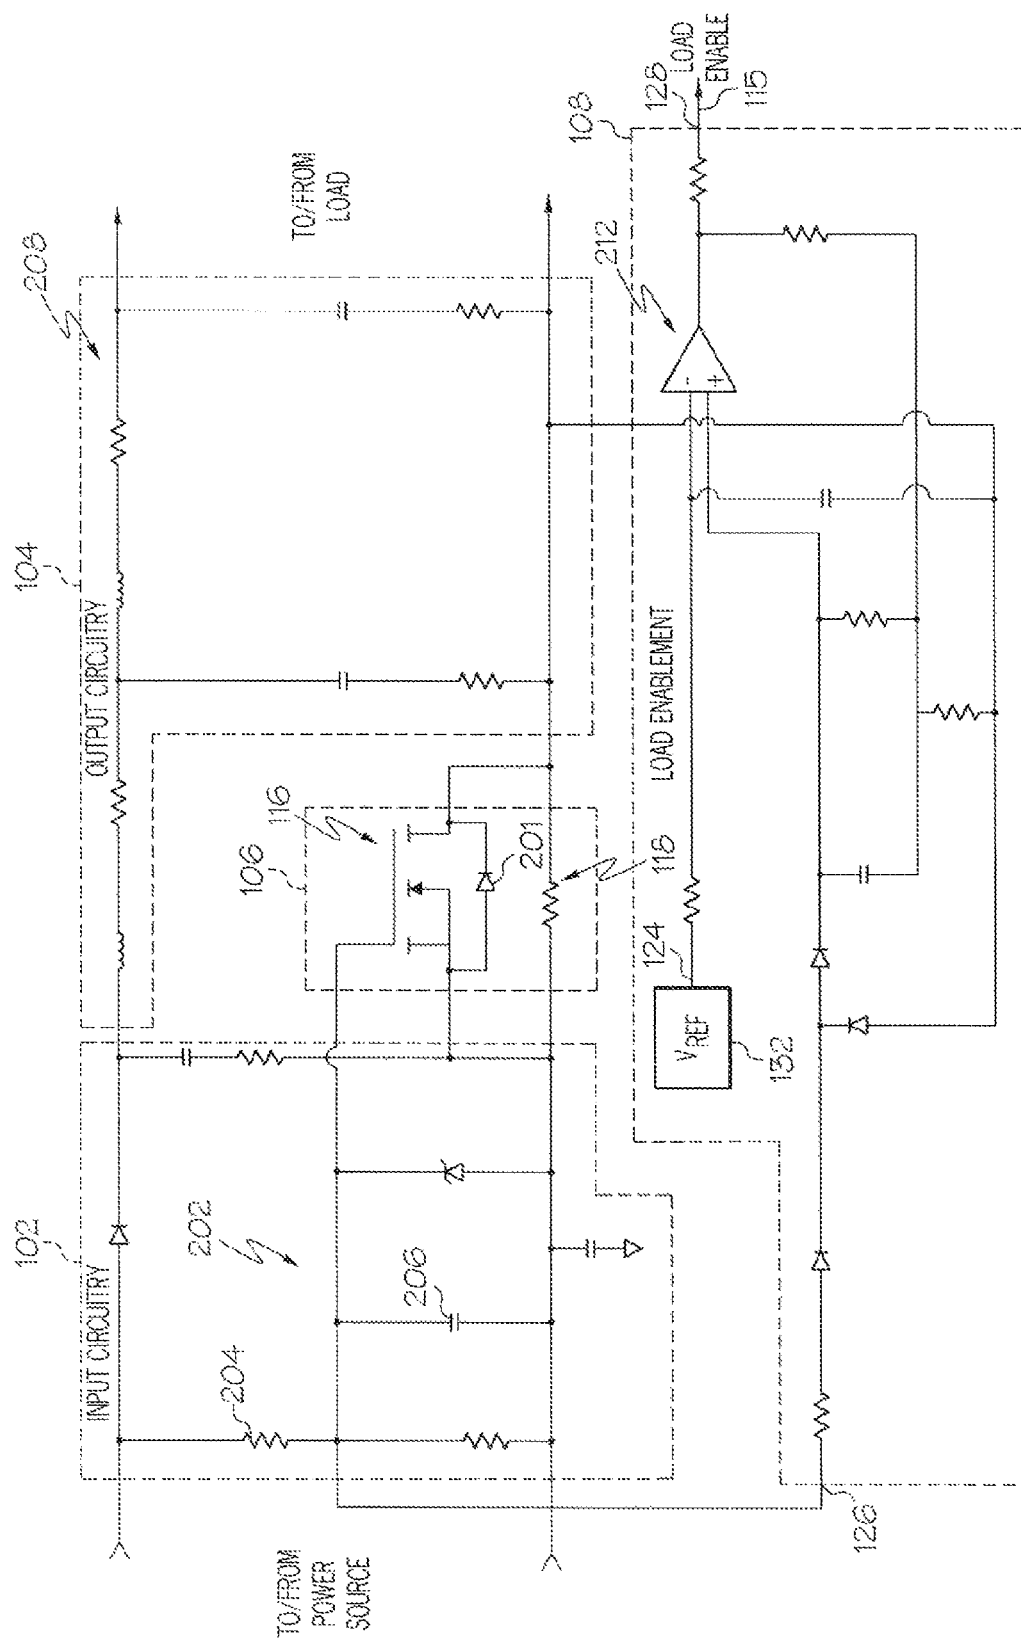 TO/FROM
POWER
SOURCE
INPUT CIRCUITRY
102
204
202
206
OUTPUT CIRCUITRY
104
208
106
116
201
118
TO/FROM
LOAD
126
LOAD ENABLEMENT
108
VREF
132
124
212
-
+
128
LOAD
ENABLE
115